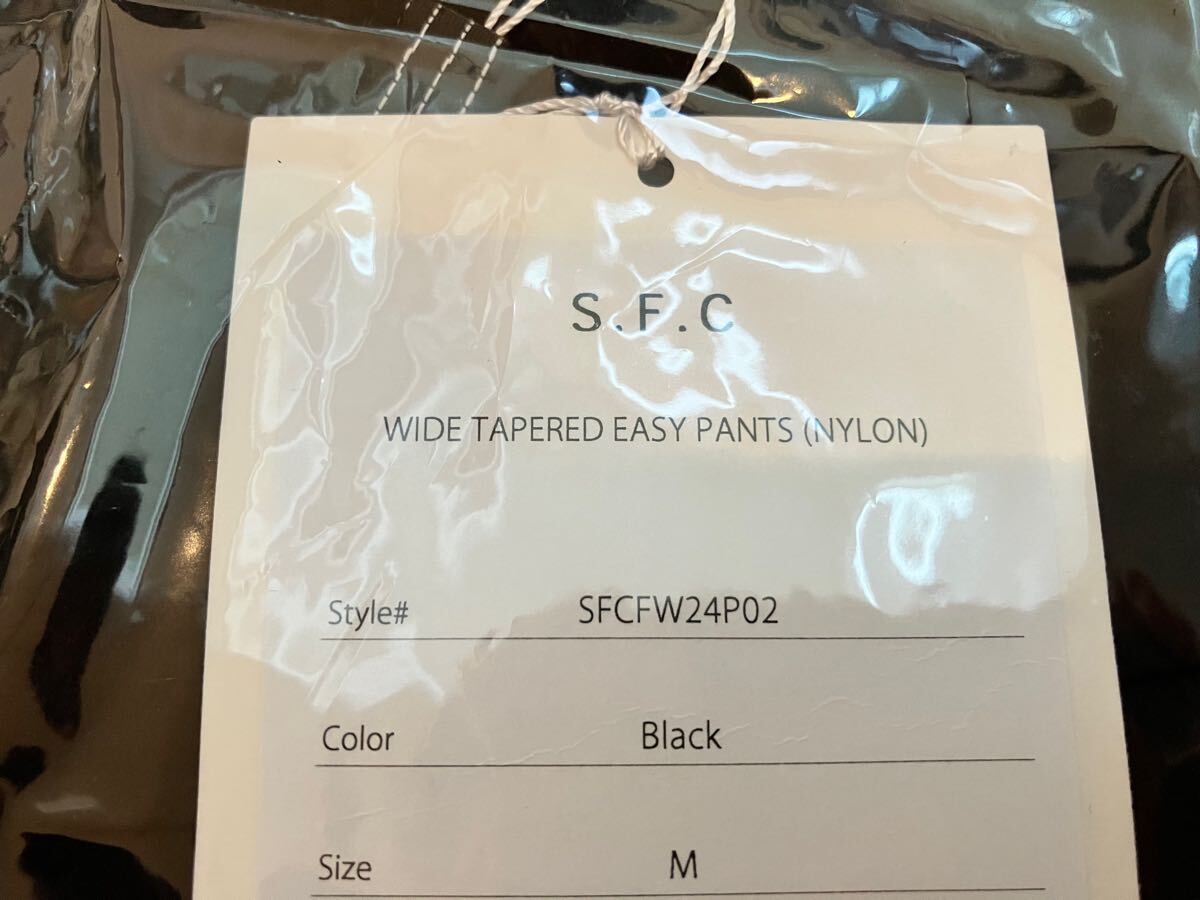 S.F.C
WIDE TAPERED EASY PANTS (NYLON)
Style# SFCFW24P02
Color Black
Size M